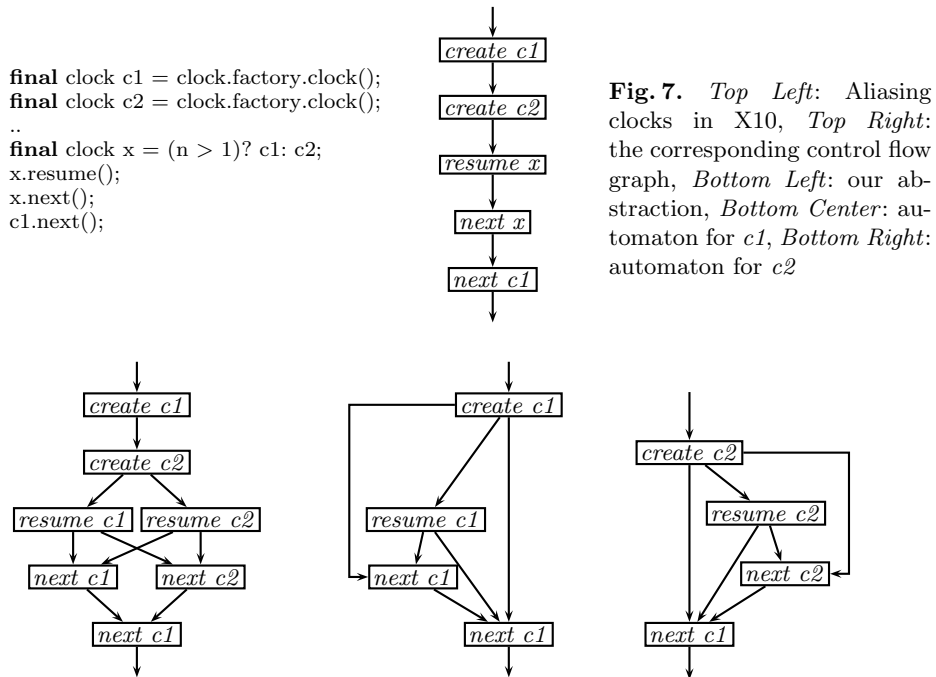 final clock c1 = clock.factory.clock();
final clock c2 = clock.factory.clock();
..
final clock x = (n > 1)? c1: c2;
x.resume();
x.next();
c1.next();
create c1
create c2
resume x
next x
next c1
Fig. 7. Top Left: Aliasing
clocks in X10, Top Right:
the corresponding control flow
graph, Bottom Left: our ab-
straction, Bottom Center: au-
tomaton for c1, Bottom Right:
automaton for c2
create c1
create c2
resume c1 resume c2
next c1 next c2
next c1
create c1
resume c1
next c1
next c1
create c2
resume c2
next c2
next c1